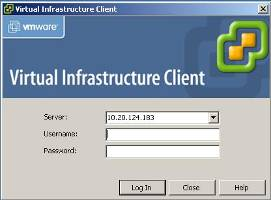 Virtual Infrastructure Client
vmware
Virtual Infrastructure Client
Server: 10.20.124.183
Username:
Password:
Log In Close Help